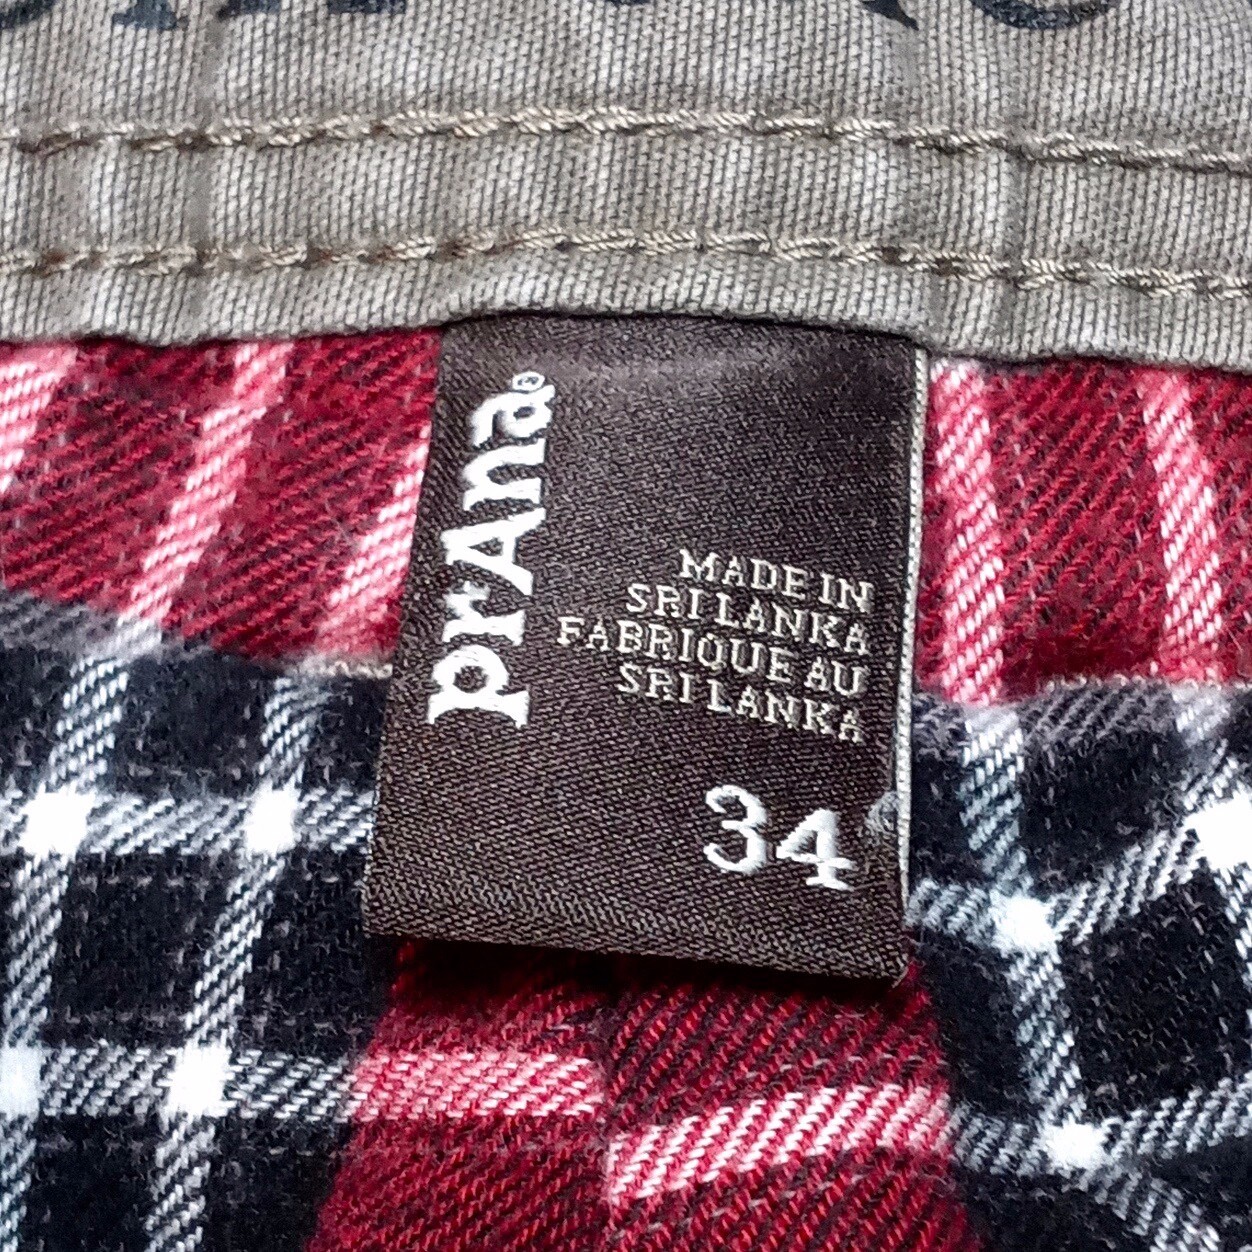 prAna®
MADE IN
SRI LANKA
FABRIQUE AU
SRI LANKA
34